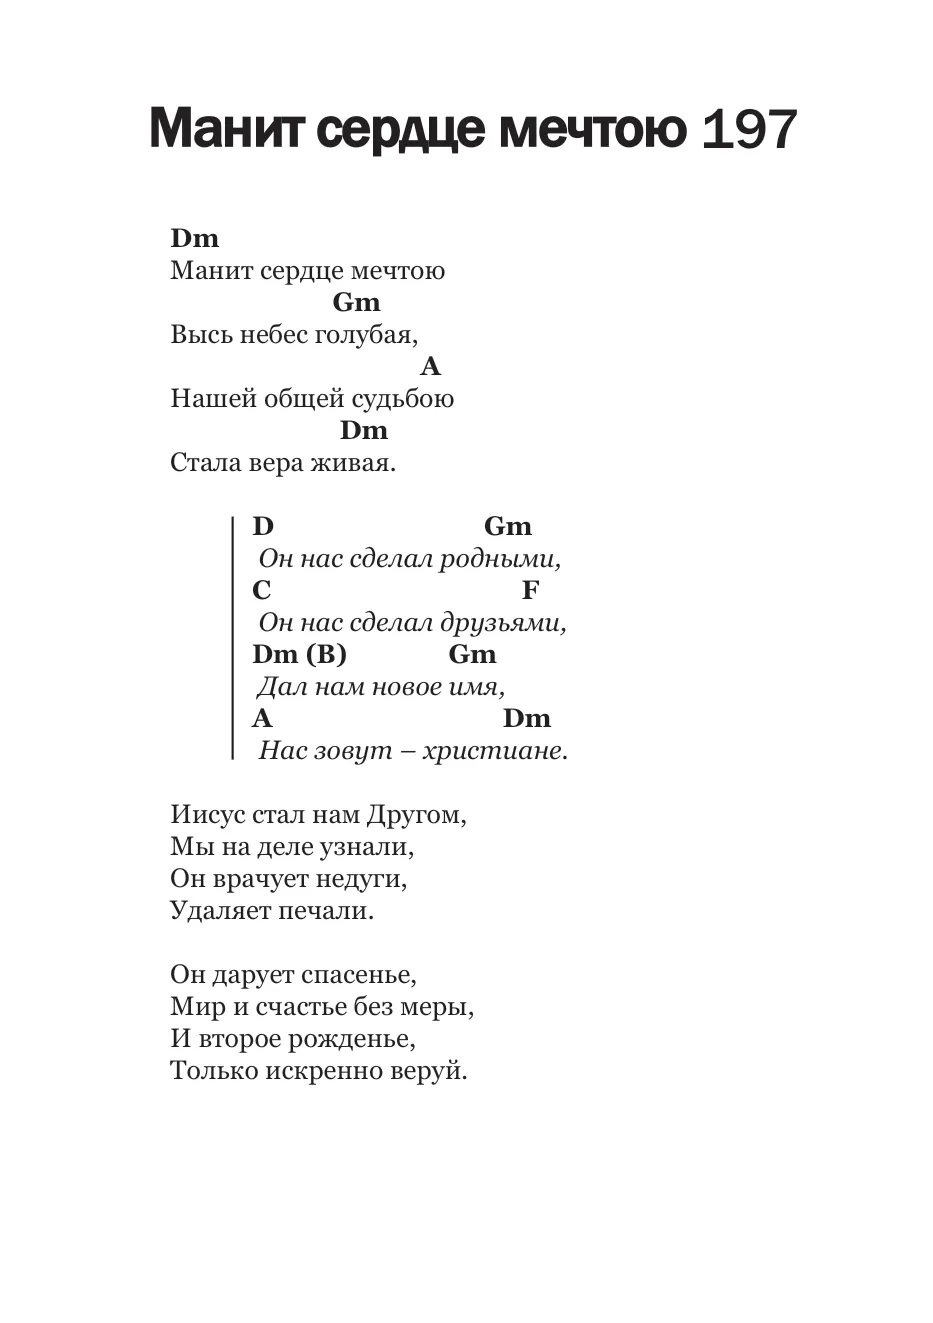 Манит сердце мечтою 197
Dm
Манит сердце мечтою
Gm
Высь небес голубая,
A
Нашей общей судьбою
Dm
Стала вера живая.
D Gm
Он нас сделал родными,
C F
Он нас сделал друзьями,
Dm (B) Gm
Дал нам новое имя,
A Dm
Нас зовут – христиане.
Иисус стал нам Другом,
Мы на деле узнали,
Он врачует недуги,
Удаляет печали.
Он дарует спасенье,
Мир и счастье без меры,
И второе рожденье,
Только искренно веруй.